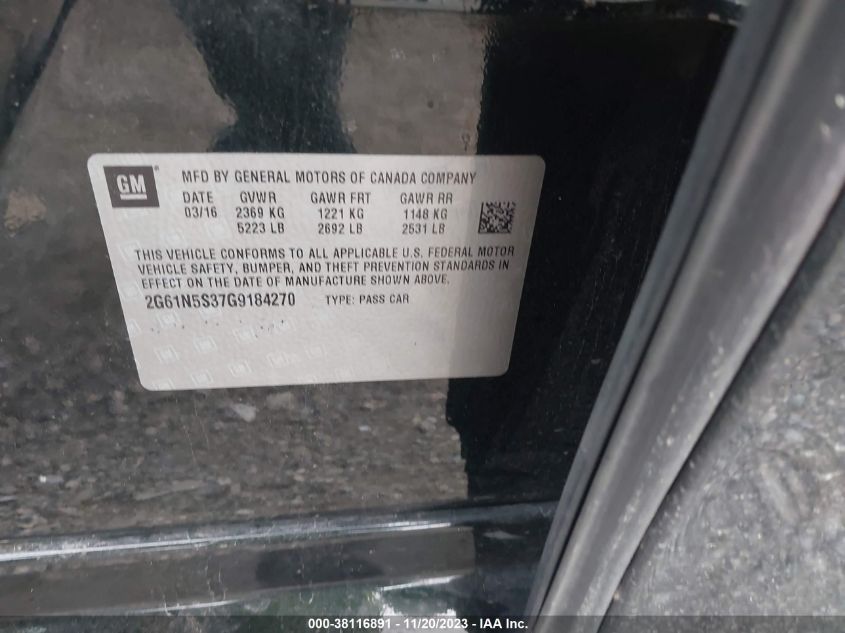 GM
MFD BY GENERAL MOTORS OF CANADA COMPANY
DATE GVWR GAWR FRT GAWR RR
03/16 2369 KG 1221 KG 1148 KG
5223 LB 2692 LB 2531 LB
THIS VEHICLE CONFORMS TO ALL APPLICABLE U.S. FEDERAL MOTOR
VEHICLE SAFETY, BUMPER, AND THEFT PREVENTION STANDARDS IN
EFFECT ON THE DATE OF MANUFACTURE SHOWN ABOVE.
2G61N5S37G9184270 TYPE: PASS CAR
000-38116891 - 11/20/2023 - IAA Inc.